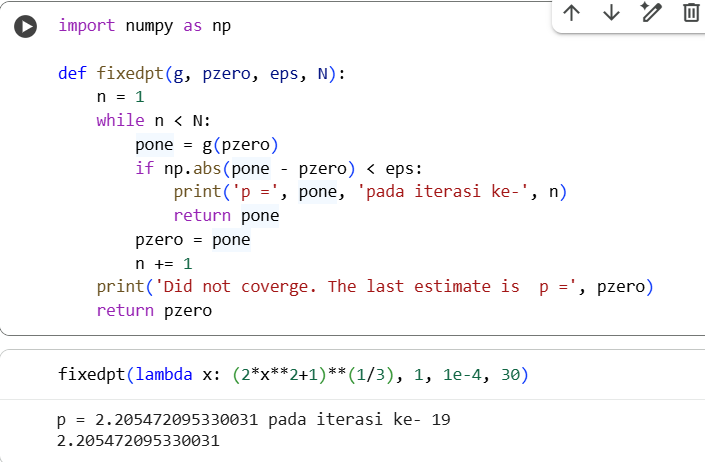 import numpy as np
def fixedpt(g, pzero, eps, N):
n = 1
while n < N:
pone = g(pzero)
if np.abs(pone - pzero) < eps:
print('p =', pone, 'pada iterasi ke-', n)
return pone
pzero = pone
n += 1
print('Did not coverge. The last estimate is  p =', pzero)
return pzero
fixedpt(lambda x: (2*x**2+1)**(1/3), 1, 1e-4, 30)
p = 2.205472095330031 pada iterasi ke- 19
2.205472095330031